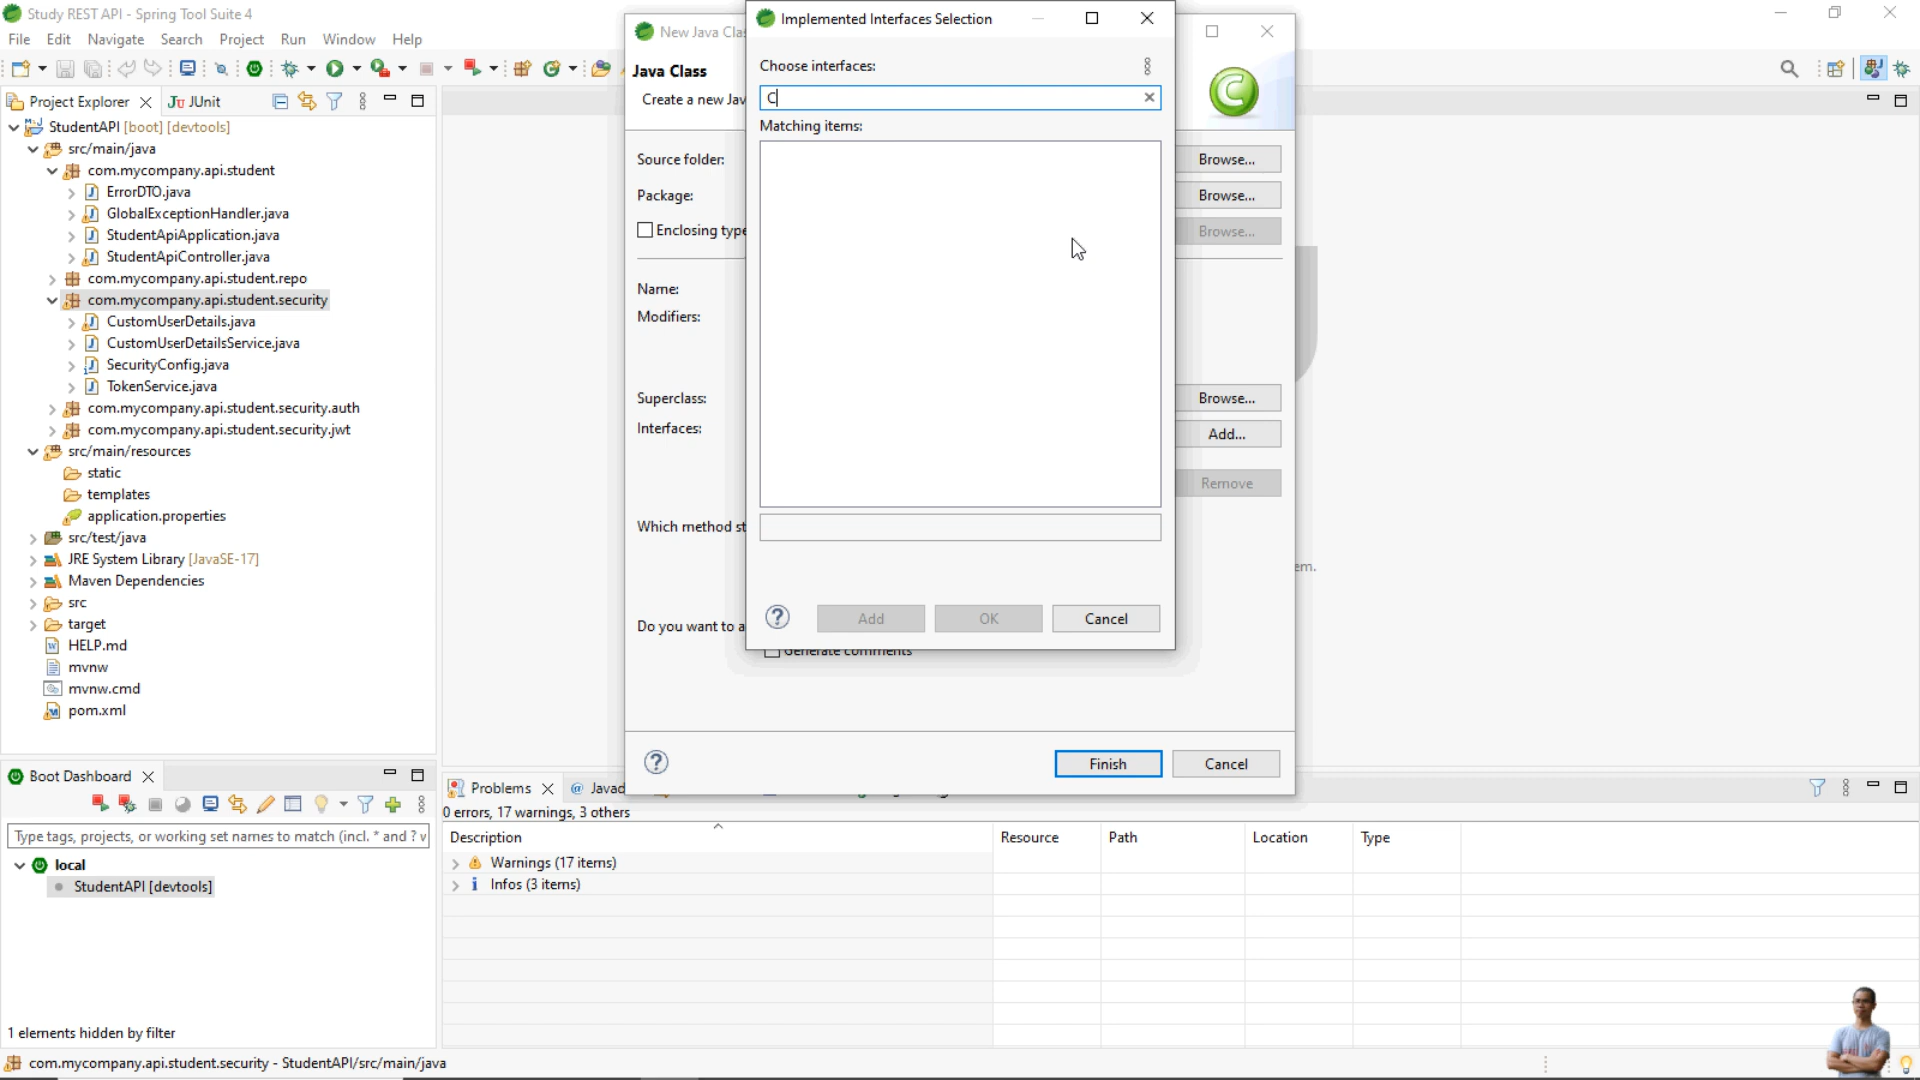 Study REST API - Spring Tool Suite 4
File Edit Navigate Search Project Run Window Help
Project Explorer
JUnit
StudentAPI [boot] [devtools]
src/main/java
com.mycompany.api.student
ErrorDTO.java
GlobalExceptionHandler.java
StudentApiApplication.java
StudentApiController.java
com.mycompany.api.student.repo
com.mycompany.api.student.security
CustomUserDetails.java
CustomUserDetailsService.java
SecurityConfig.java
TokenService.java
com.mycompany.api.student.security.auth
com.mycompany.api.student.security.jwt
src/main/resources
static
templates
application.properties
src/test/java
JRE System Library [JavaSE-17]
Maven Dependencies
src
target
HELP.md
mvnw
mvnw.cmd
pom.xml
Boot Dashboard
Type tags, projects, or working set names to match (incl. * and ? v
local
StudentAPI [devtools]
1 elements hidden by filter
com.mycompany.api.student.security - StudentAPI/src/main/java
New Java Clas
Java Class
Create a new Jav
Source folder:
Browse...
Package:
Browse...
Enclosing type
Browse...
Name:
Modifiers:
Superclass:
Browse...
Interfaces:
Add...
Remove
Which method st
Do you want to a
Generate comments
Finish
Cancel
Implemented Interfaces Selection
Choose interfaces:
C
Matching items:
Add
OK
Cancel
em.
Problems
Javad
0 errors, 17 warnings, 3 others
Description Resource Path Location Type
Warnings (17 items)
Infos (3 items)